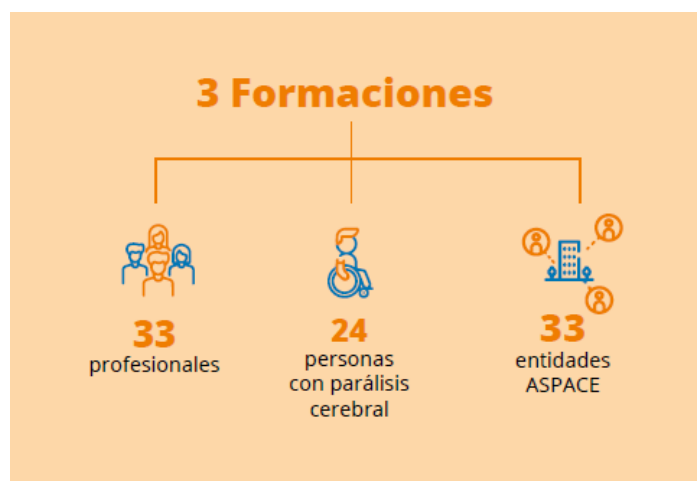 3 Formaciones
33
profesionales
24
personas
con parálisis
cerebral
33
entidades
ASPACE